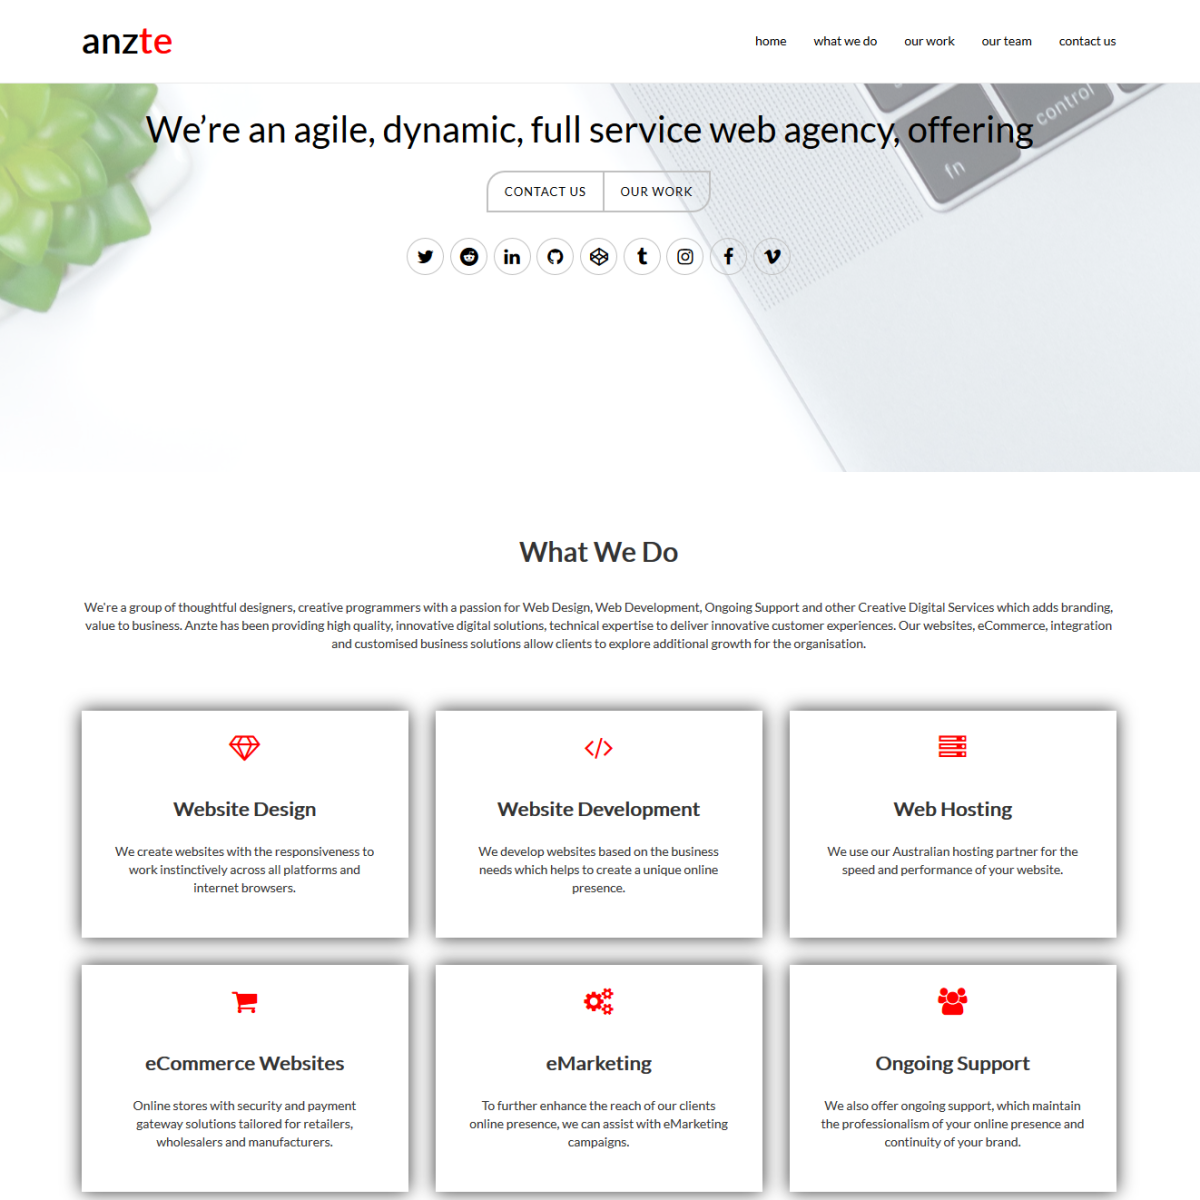 anzte
home what we do our work our team contact us
We’re an agile, dynamic, full service web agency, offering
control
fn
CONTACT US OUR WORK
What We Do
We're a group of thoughtful designers, creative programmers with a passion for Web Design, Web Development, Ongoing Support and other Creative Digital Services which adds branding,
value to business. Anzte has been providing high quality, innovative digital solutions, technical expertise to deliver innovative customer experiences. Our websites, eCommerce, integration
and customised business solutions allow clients to explore additional growth for the organisation.
Website Design
We create websites with the responsiveness to
work instinctively across all platforms and
internet browsers.
Website Development
We develop websites based on the business
needs which helps to create a unique online
presence.
Web Hosting
We use our Australian hosting partner for the
speed and performance of your website.
eCommerce Websites
Online stores with security and payment
gateway solutions tailored for retailers,
wholesalers and manufacturers.
eMarketing
To further enhance the reach of our clients
online presence, we can assist with eMarketing
campaigns.
Ongoing Support
We also offer ongoing support, which maintain
the professionalism of your online presence and
continuity of your brand.